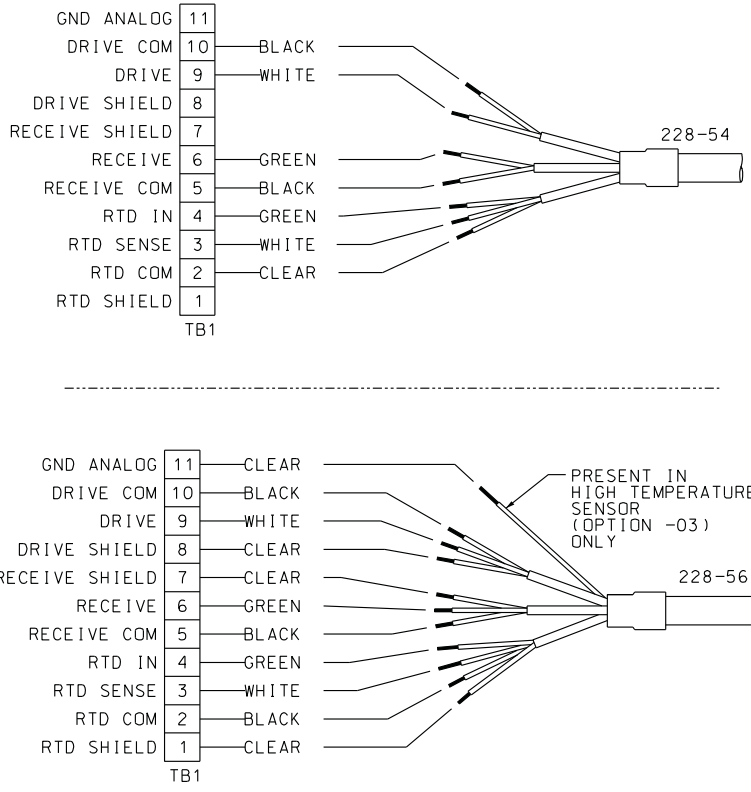 GND ANALOG 11
DRIVE COM 10 BLACK
DRIVE 9 WHITE
DRIVE SHIELD 8
RECEIVE SHIELD 7
228-54
RECEIVE 6 GREEN
RECEIVE COM 5 BLACK
RTD IN 4 GREEN
RTD SENSE 3 WHITE
RTD COM 2 CLEAR
RTD SHIELD 1
TB1
GND ANALOG 11 CLEAR
PRESENT IN
HIGH TEMPERATURE
SENSOR
(OPTION -03)
ONLY
DRIVE COM 10 BLACK
DRIVE 9 WHITE
DRIVE SHIELD 8 CLEAR
RECEIVE SHIELD 7 CLEAR
228-56
RECEIVE 6 GREEN
RECEIVE COM 5 BLACK
RTD IN 4 GREEN
RTD SENSE 3 WHITE
RTD COM 2 BLACK
RTD SHIELD 1 CLEAR
TB1